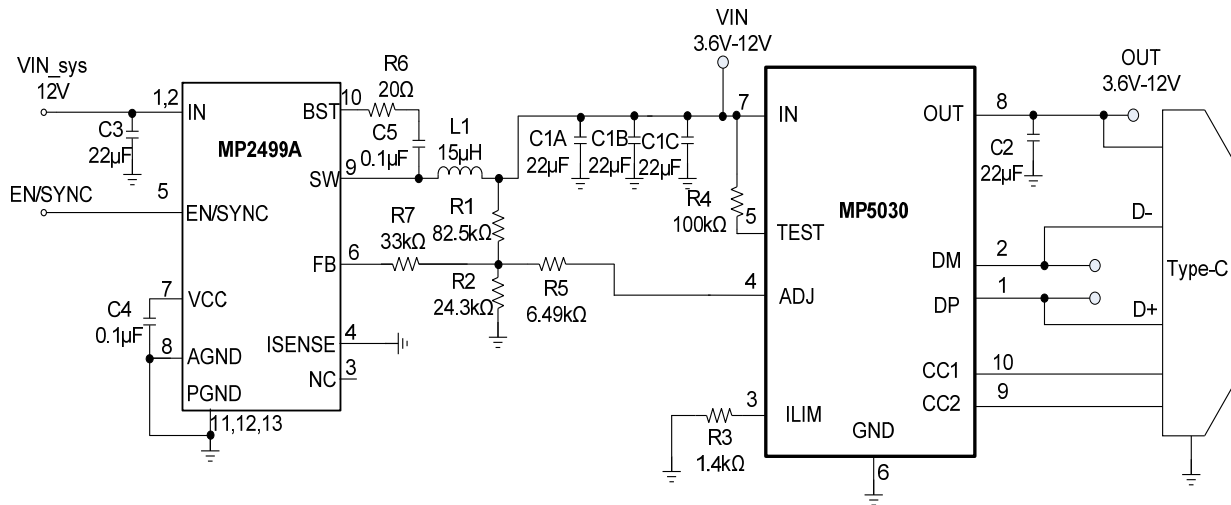 VIN_sys
12V
C3
22µF
EN/SYNC
5
1,2
IN
BST
10
R6
20Ω
MP2499A
C5
0.1µF
SW
9
L1
15µH
EN/SYNC
R1
82.5kΩ
R7
33kΩ
FB
6
R2
24.3kΩ
R5
6.49kΩ
7
VCC
C4
0.1µF
8
AGND
ISENSE
4
NC
3
PGND
11,12,13
VIN
3.6V-12V
C1A
22µF
C1B
22µF
C1C
22µF
R4
100kΩ
7
IN
5
TEST
4
ADJ
MP5030
3
ILIM
R3
1.4kΩ
GND
6
OUT
8
OUT
3.6V-12V
C2
22µF
DM
2
DP
1
CC1
10
CC2
9
D-
D+
Type-C